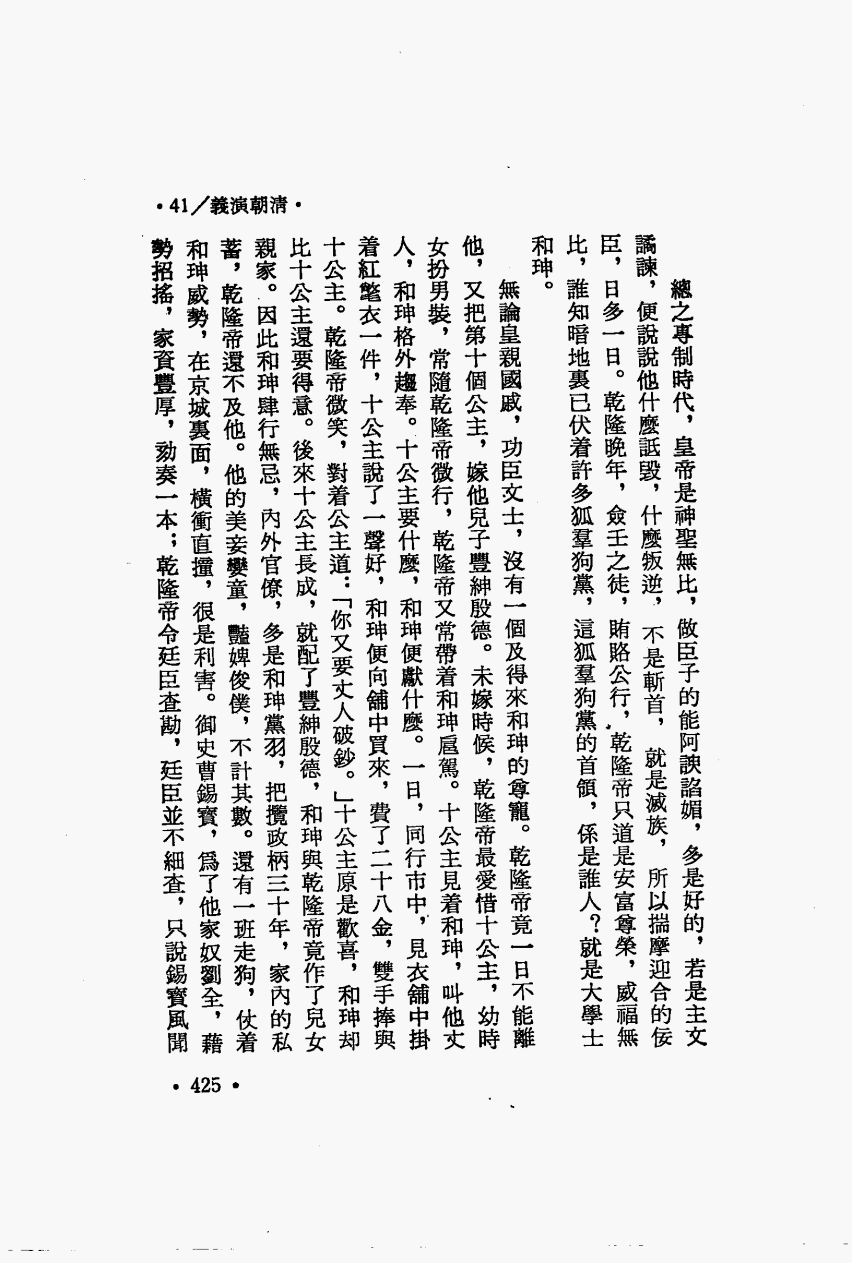 •清朝演義／41•
總之專制時代，皇帝是神聖無比，做臣子的能阿諛諂媚，多是好的，若是主文
譎諫，便說說他什麼詆毀，什麼叛逆，不是斬首，就是滅族，所以揣摩迎合的佞
臣，日多一日。乾隆晚年，僉壬之徒，賄賂公行，乾隆帝只道是安富尊榮，威福無
比，誰知暗地裏已伏着許多狐羣狗黨，這狐羣狗黨的首領，係是誰人？就是大學士
和珅。
無論皇親國戚，功臣文士，沒有一個及得來和珅的尊寵。乾隆帝竟一日不能離
他，又把第十個公主，嫁他兒子豐紳殷德。未嫁時候，乾隆帝最愛惜十公主，幼時
女扮男裝，常隨乾隆帝微行，乾隆帝又常帶着和珅扈駕。十公主見着和珅，叫他丈
人，和珅格外趨奉。十公主要什麼，和珅便獻什麼。一日，同行市中，見衣舖中掛
着紅氅衣一件，十公主說了一聲好，和珅便向舖中買來，費了二十八金，雙手捧與
十公主。乾隆帝微笑，對着公主道：「你又要丈人破鈔。」十公主原是歡喜，和珅却
比十公主還要得意。後來十公主長成，就配了豐紳殷德，和珅與乾隆帝竟作了兒女
親家。因此和珅肆行無忌，內外官僚，多是和珅黨羽，把攬政柄三十年，家內的私
蓄，乾隆帝還不及他。他的美妾孌童，豔婢俊僕，不計其數。還有一班走狗，仗着
和珅威勢，在京城裏面，橫衝直撞，很是利害。御史曹錫寶，爲了他家奴劉全，藉
勢招搖，家資豐厚，劾奏一本；乾隆帝令廷臣查勘，廷臣並不細查，只說錫寶風聞
•425•